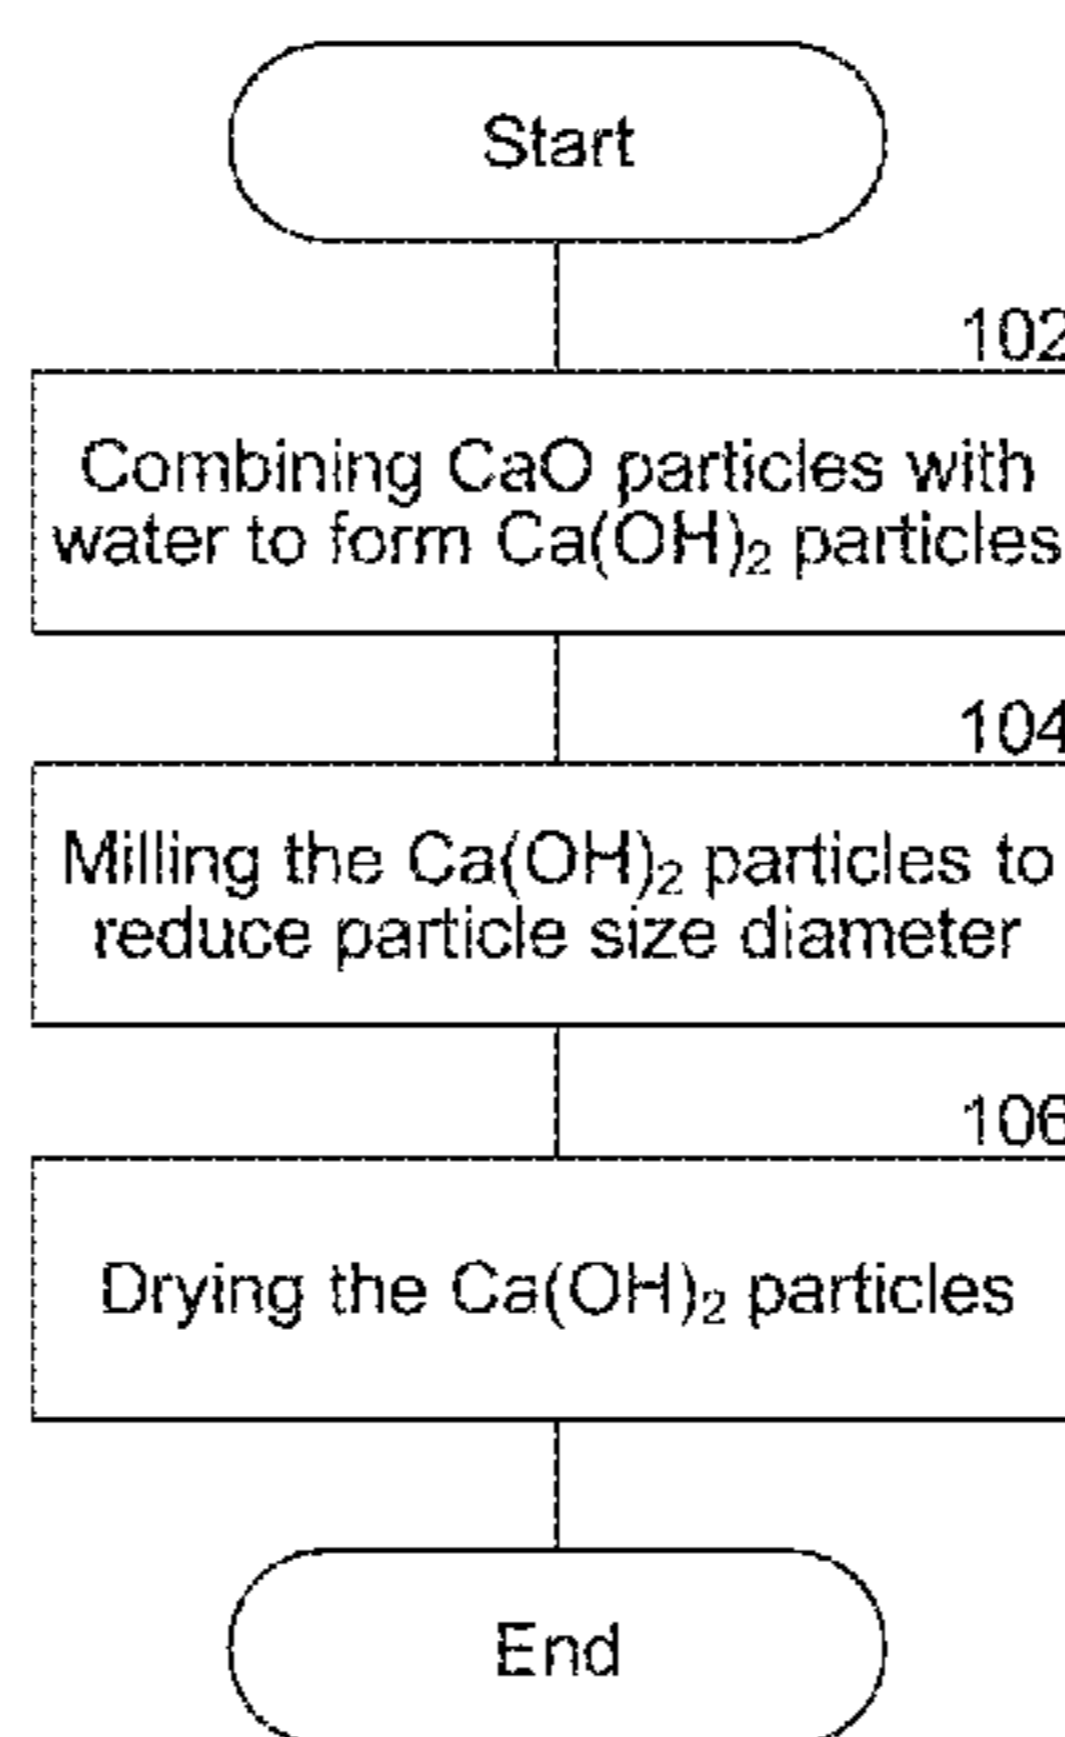 Start
102
Combining CaO particles with
water to form Ca(OH)₂ particles
104
Milling the Ca(OH)₂ particles to
reduce particle size diameter
106
Drying the Ca(OH)₂ particles
End